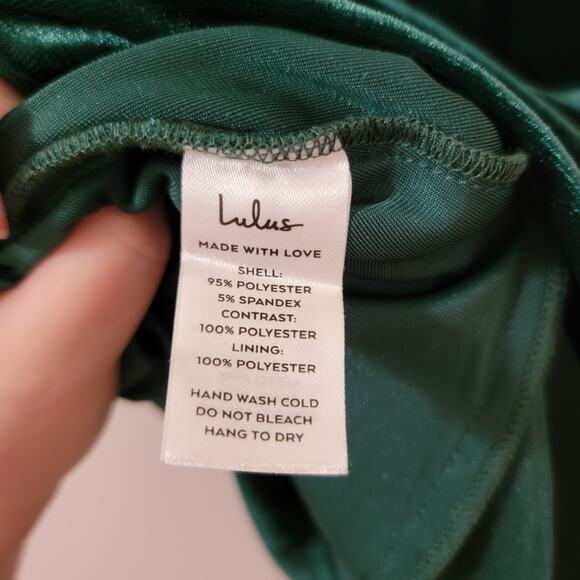 Lulus
MADE WITH LOVE
SHELL:
95% POLYESTER
5% SPANDEX
CONTRAST:
100% POLYESTER
LINING:
100% POLYESTER
HAND WASH COLD
DO NOT BLEACH
HANG TO DRY